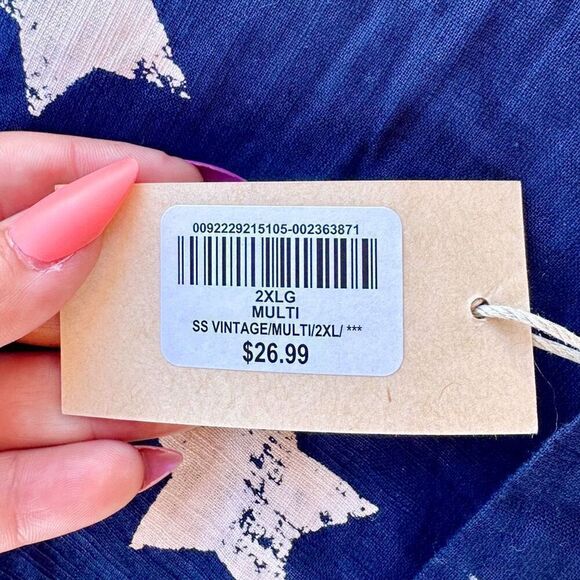 0092229215105-002363871
2XLG
MULTI
SS VINTAGE/MULTI/2XL/ ***
$26.99